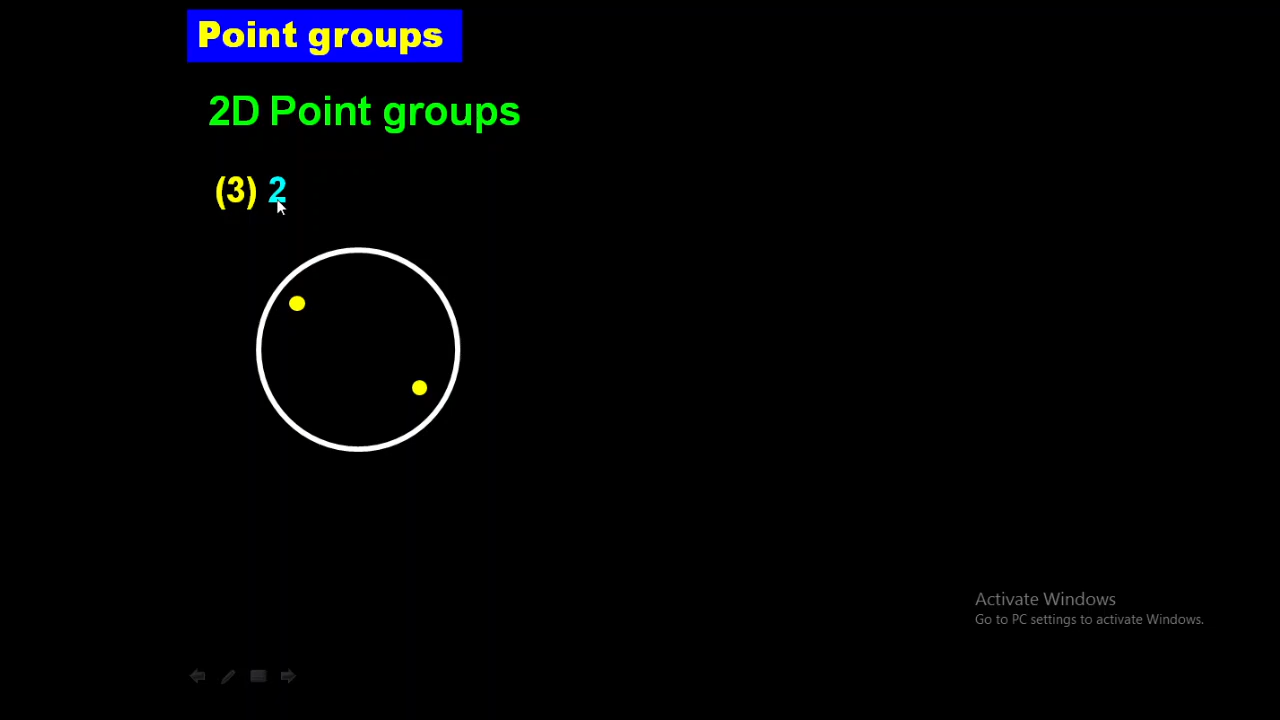 Point groups
2D Point groups
(3) 2
Activate Windows
Go to PC settings to activate Windows.